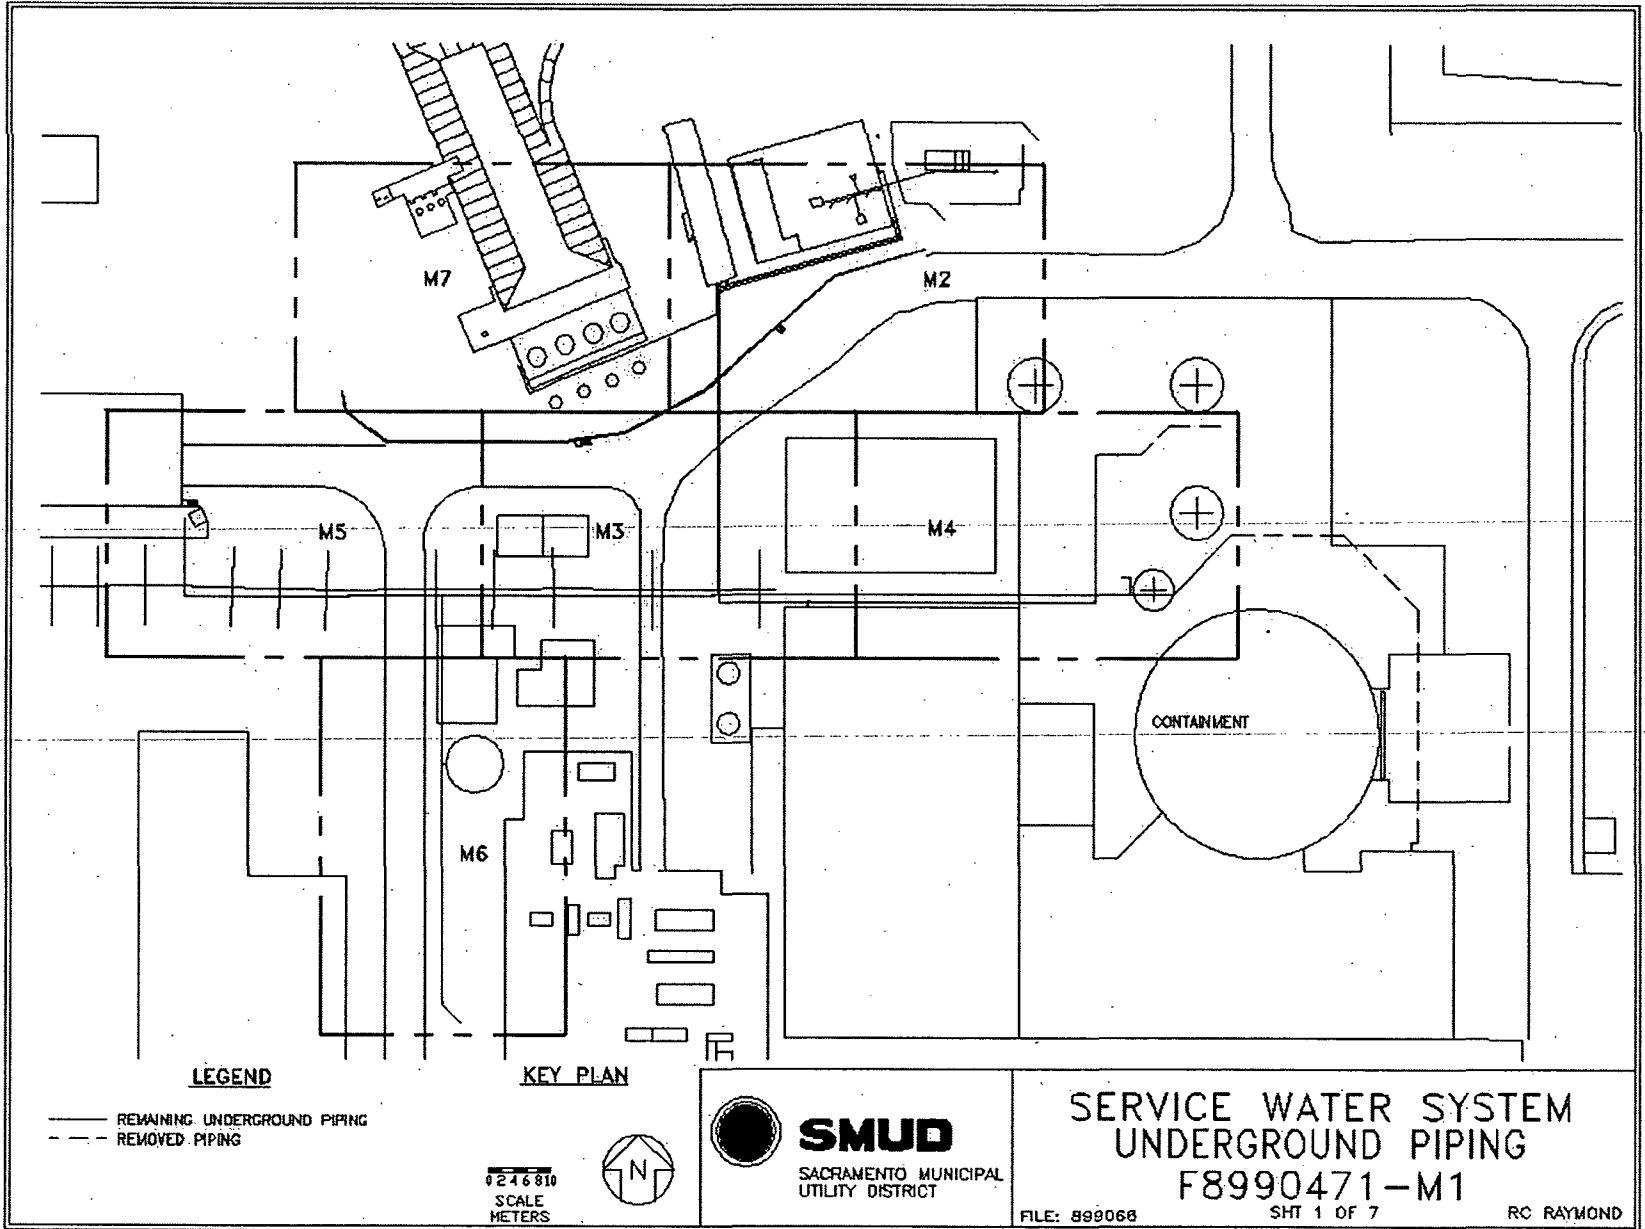 M7
M2
M5
M3
M4
CONTAINMENT
M6
LEGEND
REMAINING UNDERGROUND PIPING
REMOVED PIPING
KEY PLAN
0 2 4 6 8 10
SCALE
METERS
N
SMUD
SACRAMENTO MUNICIPAL
UTILITY DISTRICT
SERVICE WATER SYSTEM
UNDERGROUND PIPING
F8990471-M1
FILE: 899066
SHT 1 OF 7
RC RAYMOND